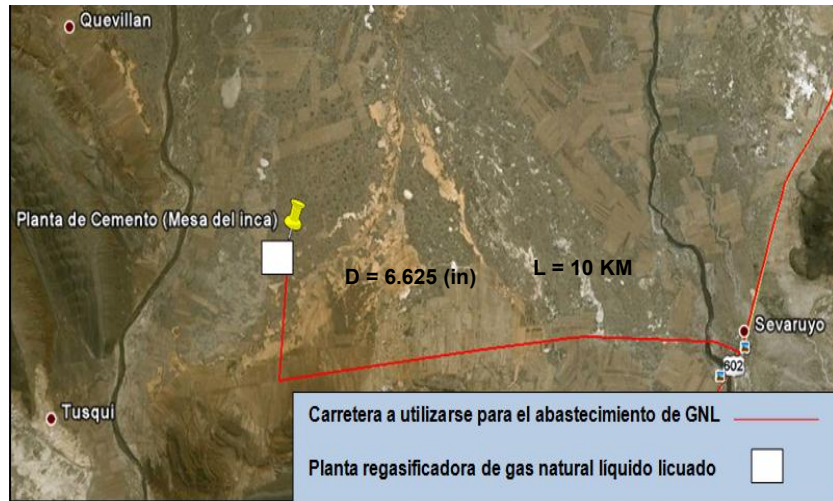 Quevillan
Planta de Cemento (Mesa del inca)
D = 6.625 (in)
L = 10 KM
Sevaruyo
602
Tusqui
Carretera a utilizarse para el abastecimiento de GNL
Planta regasificadora de gas natural líquido licuado